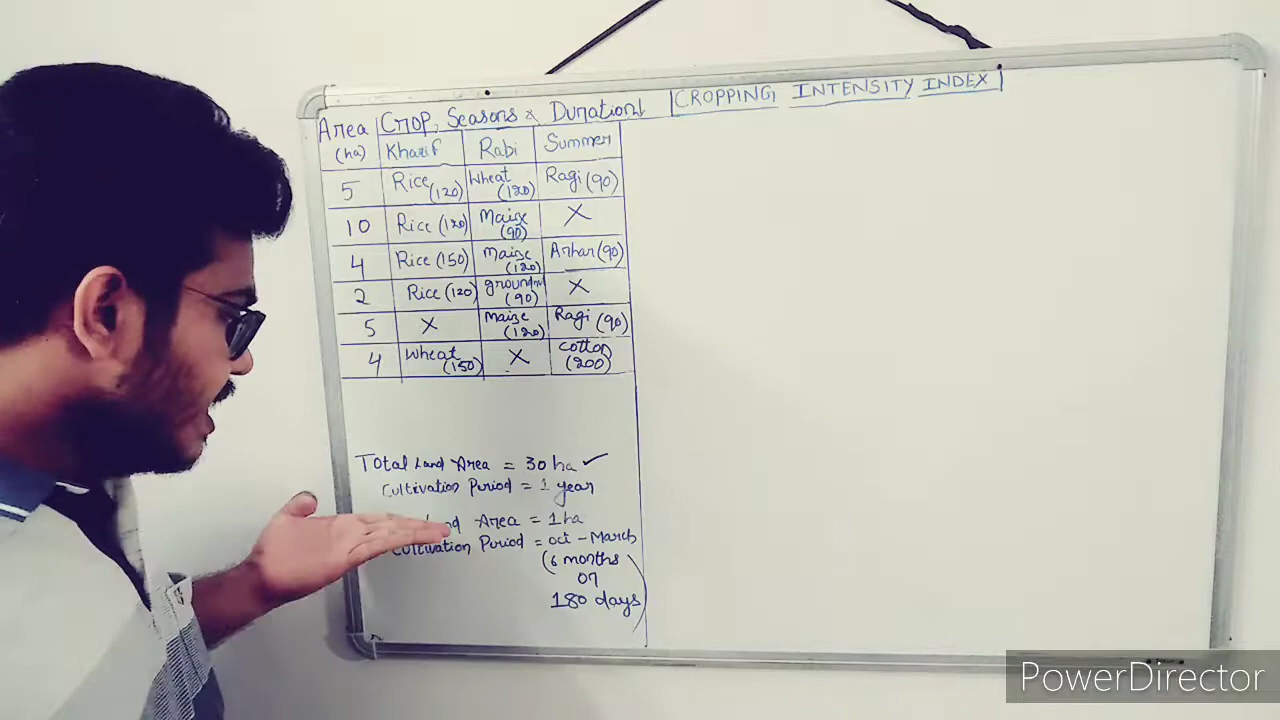 CROPPING INTENSITY INDEX
Area (ha) Crop, Seasons & Duration
Kharif Rabi Summer
5 Rice (120) Wheat (120) Ragi (90)
10 Rice (120) Maize (90) X
4 Rice (150) Maize (120) Arhar (90)
2 Rice (120) (90) X
5 X Maize (120) Ragi (90)
4 Wheat (150) X Cotton (200)
Total Land Area = 30 ha ✓
Cultivation Period = 1 year
Area = 1 ha
Cultivation Period = Oct - March
(6 months
or
180 days)
PowerDirector